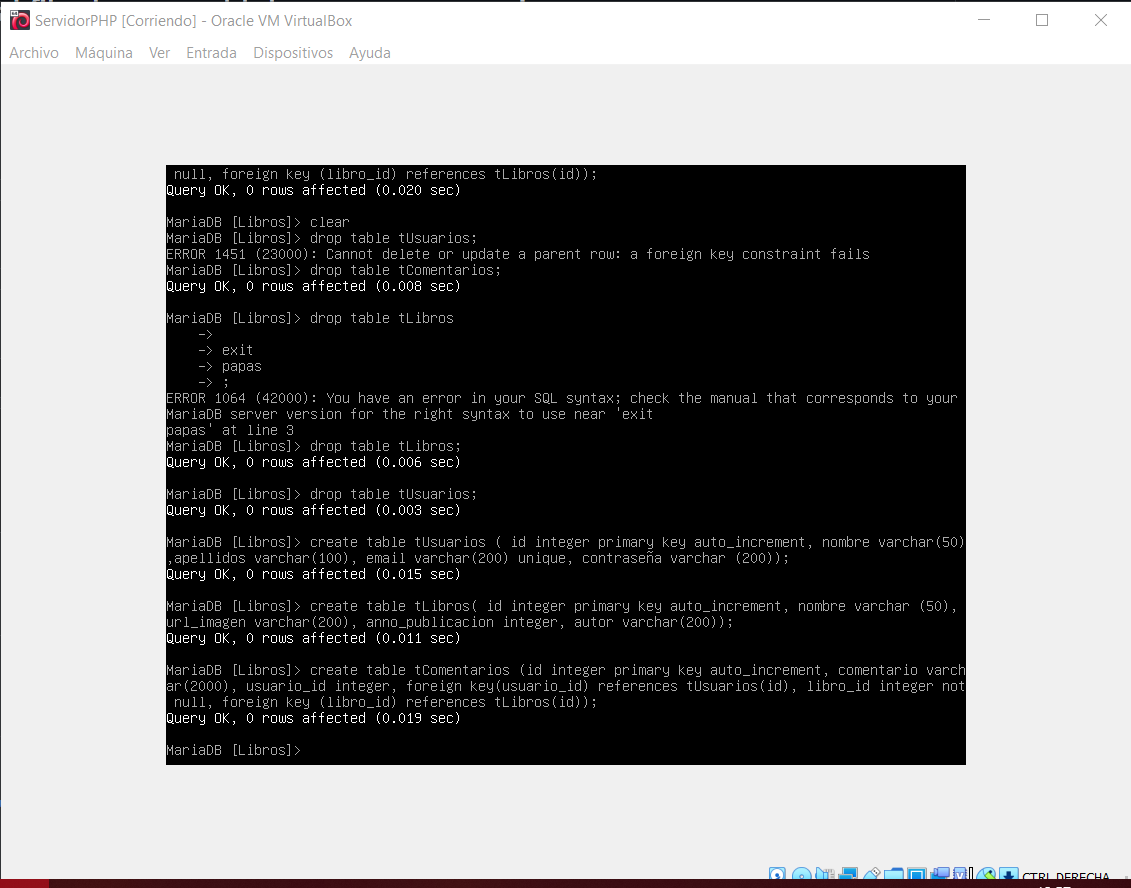 ServidorPHP [Corriendo] - Oracle VM VirtualBox
Archivo Máquina Ver Entrada Dispositivos Ayuda
null, foreign key (libro_id) references tLibros(id));
Query OK, 0 rows affected (0.020 sec)
MariaDB [Libros]> clear
MariaDB [Libros]> drop table tUsuarios;
ERROR 1451 (23000): Cannot delete or update a parent row: a foreign key constraint fails
MariaDB [Libros]> drop table tComentarios;
Query OK, 0 rows affected (0.008 sec)
MariaDB [Libros]> drop table tLibros
->
-> exit
-> papas
-> ;
ERROR 1064 (42000): You have an error in your SQL syntax; check the manual that corresponds to your
MariaDB server version for the right syntax to use near 'exit
papas' at line 3
MariaDB [Libros]> drop table tLibros;
Query OK, 0 rows affected (0.006 sec)
MariaDB [Libros]> drop table tUsuarios;
Query OK, 0 rows affected (0.003 sec)
MariaDB [Libros]> create table tUsuarios ( id integer primary key auto_increment, nombre varchar(50)
,apellidos varchar(100), email varchar(200) unique, contraseña varchar (200));
Query OK, 0 rows affected (0.015 sec)
MariaDB [Libros]> create table tLibros( id integer primary key auto_increment, nombre varchar (50),
url_imagen varchar(200), anno_publicacion integer, autor varchar(200));
Query OK, 0 rows affected (0.011 sec)
MariaDB [Libros]> create table tComentarios (id integer primary key auto_increment, comentario varch
ar(2000), usuario_id integer, foreign key(usuario_id) references tUsuarios(id), libro_id integer not
null, foreign key (libro_id) references tLibros(id));
Query OK, 0 rows affected (0.019 sec)
MariaDB [Libros]>
CTRL DERECHA